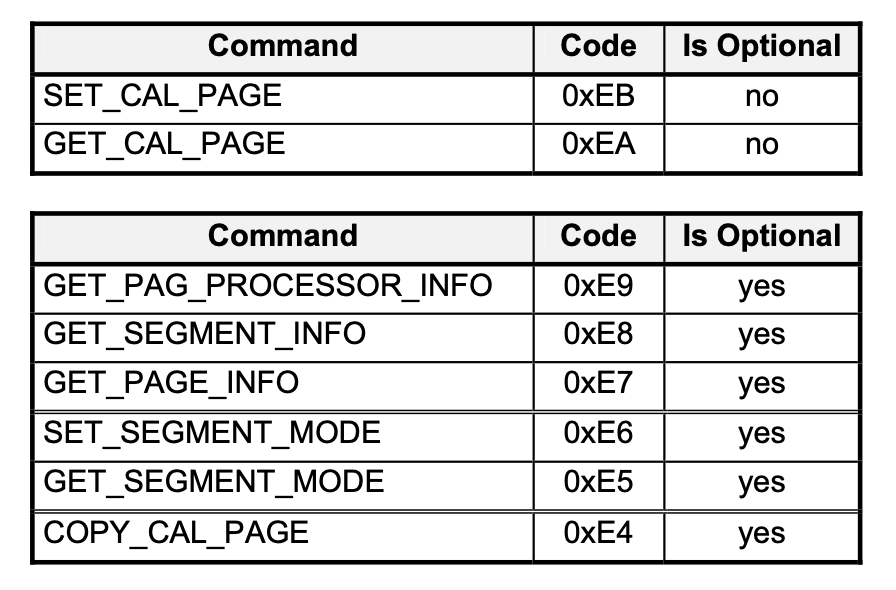 Command Code Is Optional
SET_CAL_PAGE 0xEB no
GET_CAL_PAGE 0xEA no
Command Code Is Optional
GET_PAG_PROCESSOR_INFO 0xE9 yes
GET_SEGMENT_INFO 0xE8 yes
GET_PAGE_INFO 0xE7 yes
SET_SEGMENT_MODE 0xE6 yes
GET_SEGMENT_MODE 0xE5 yes
COPY_CAL_PAGE 0xE4 yes